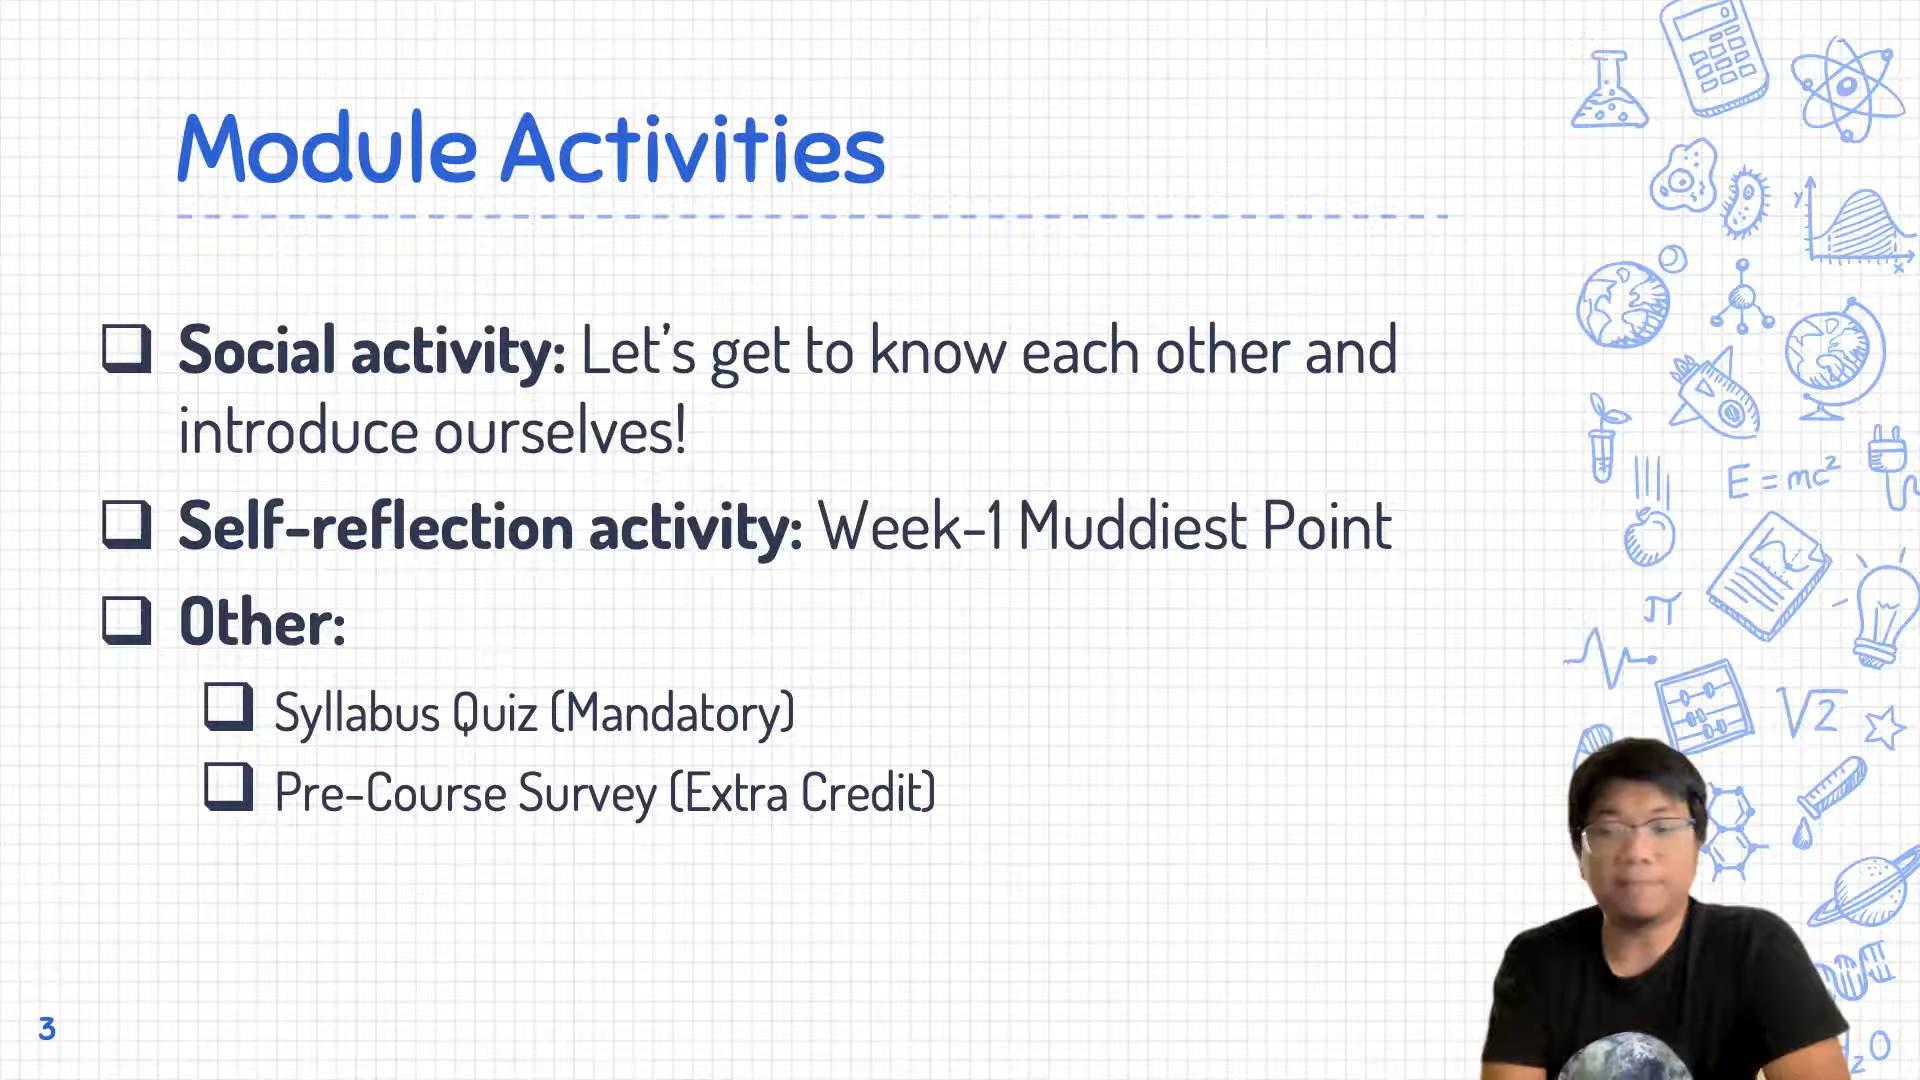 Module Activities
Social activity: Let's get to know each other and
introduce ourselves!
Self-reflection activity: Week-1 Muddiest Point
Other:
Syllabus Quiz (Mandatory)
Pre-Course Survey (Extra Credit)
3
y
x
E = mc²
π
√2
₂O